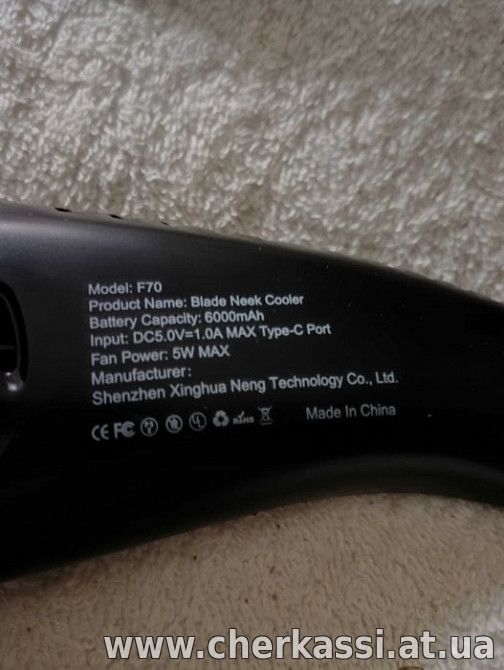 Model: F70
Product Name: Blade Neek Cooler
Battery Capacity: 6000mAh
Input: DC5.0V=1.0A MAX Type-C Port
Fan Power: 5W MAX
Manufacturer:
Shenzhen Xinghua Neng Technology Co., Ltd.
CE FC RoHS Made In China
www.cherkassi.at.ua